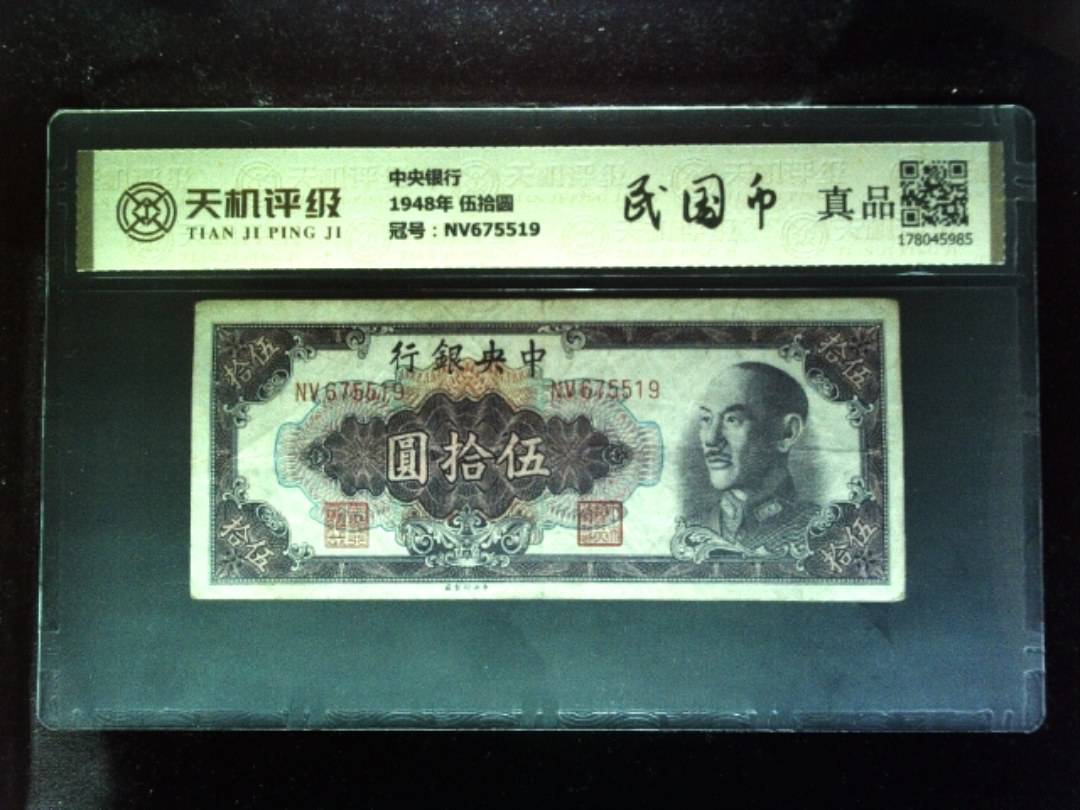 天机评级
TIAN JI PING JI
中央银行
1948年 伍拾圆
冠号：NV675519
民国币
真品
178045985
伍拾
行銀央中
伍拾
NV675519
NV675519
圓拾伍
拾伍
拾伍